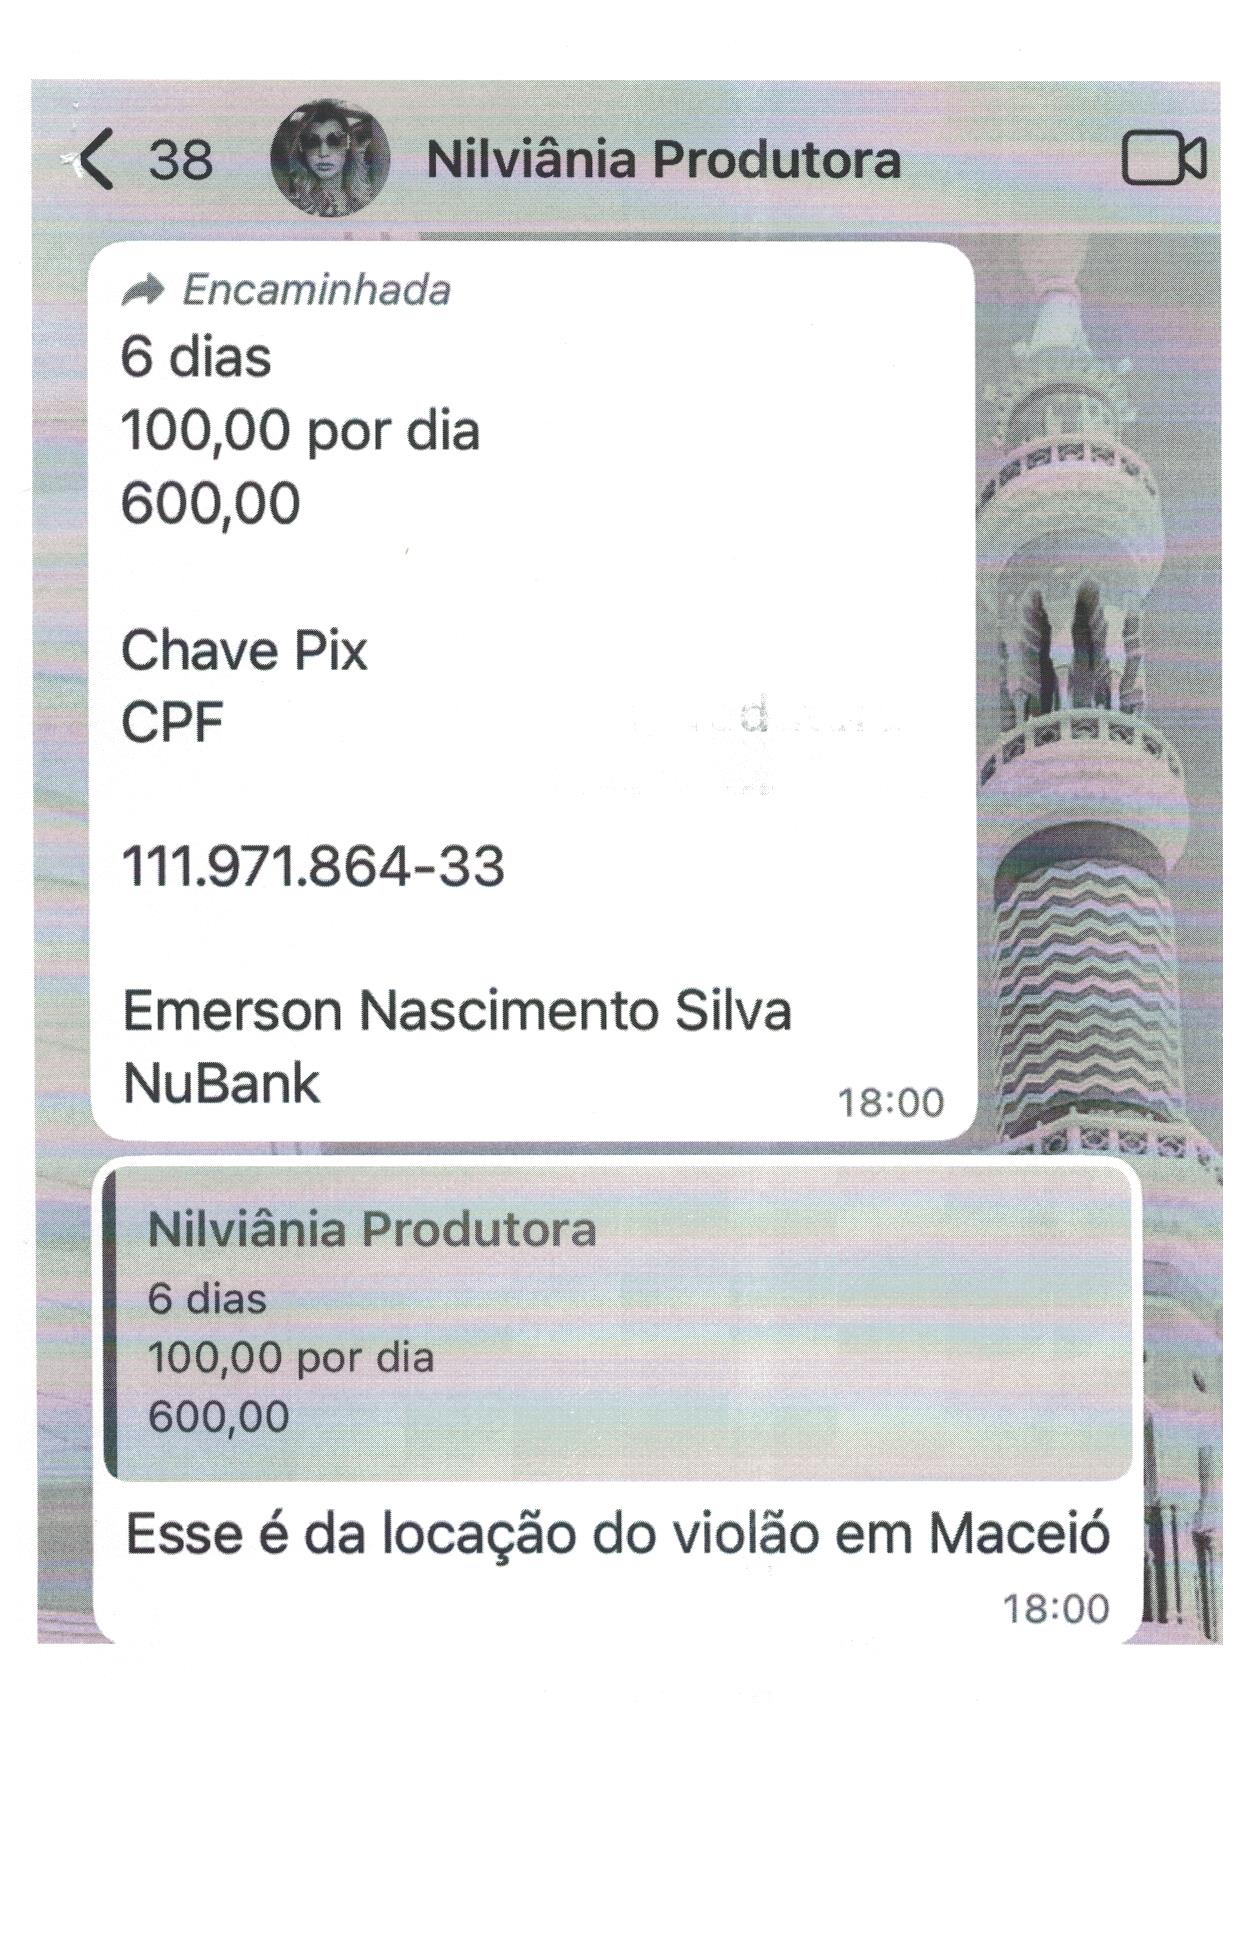 38
Nilviânia Produtora
Encaminhada
6 dias
100,00 por dia
600,00
Chave Pix
CPF
111.971.864-33
Emerson Nascimento Silva
NuBank
18:00
Nilviânia Produtora
6 dias
100,00 por dia
600,00
Esse é da locação do violão em Maceió
18:00